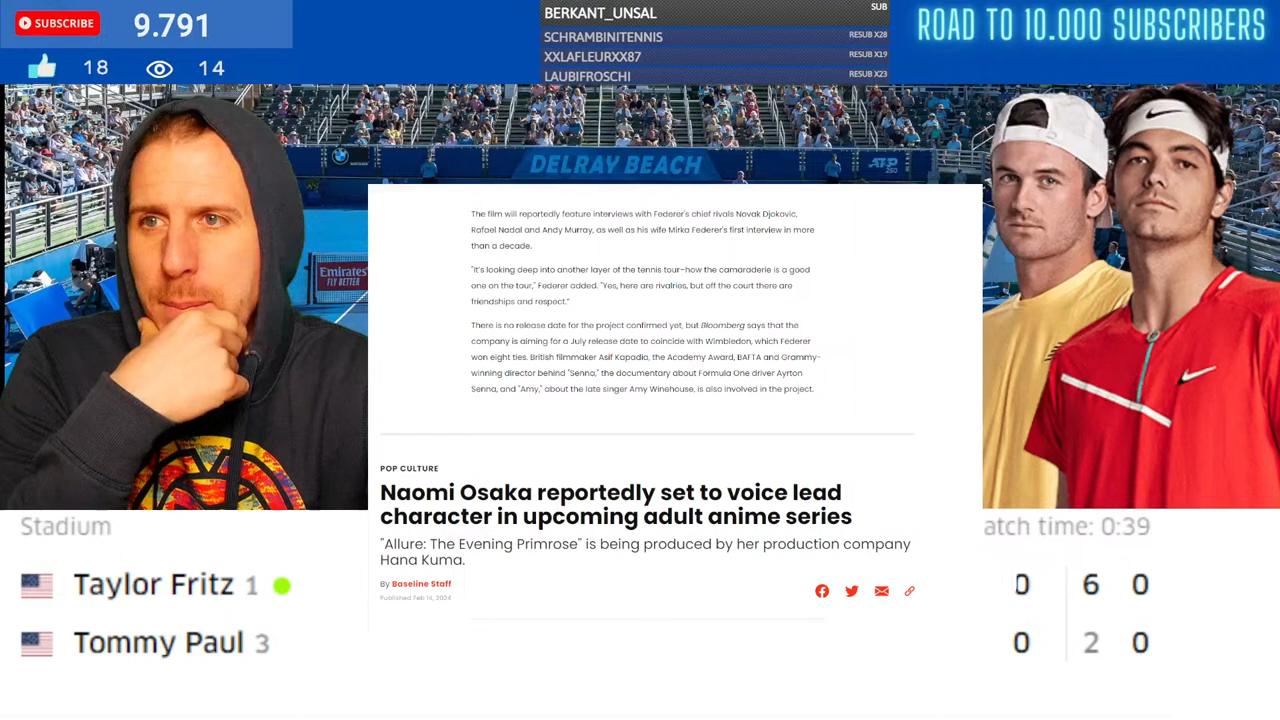 SUBSCRIBE
9.791
18
14
BERKANT_UNSAL SUB
SCHRAMBINITENNIS RESUB X28
XXLAFLEURXX87 RESUB X19
LAUBIFROSCHI RESUB X23
ROAD TO 10.000 SUBSCRIBERS
BMW
DELRAY BEACH
ATP
250
Emirates
FLY BETTER
The film will reportedly feature interviews with Federer's chief rivals Novak Djokovic,
Rafael Nadal and Andy Murray, as well as his wife Mirka Federer's first interview in more
than a decade.
"It's looking deep into another layer of the tennis tour–how the camaraderie is a good
one on the tour," Federer added. "Yes, here are rivalries, but off the court there are
friendships and respect."
There is no release date for the project confirmed yet, but Bloomberg says that the
company is aiming for a July release date to coincide with Wimbledon, which Federer
won eight ties. British filmmaker Asif Kapadia, the Academy Award, BAFTA and Grammy-
winning director behind "Senna," the documentary about Formula One driver Ayrton
Senna, and "Amy," about the late singer Amy Winehouse, is also involved in the project.
POP CULTURE
Naomi Osaka reportedly set to voice lead
character in upcoming adult anime series
"Allure: The Evening Primrose" is being produced by her production company
Hana Kuma.
By Baseline Staff
Published Feb 14, 2024
Stadium
atch time: 0:39
Taylor Fritz 1 0 6 0
Tommy Paul 3 0 2 0